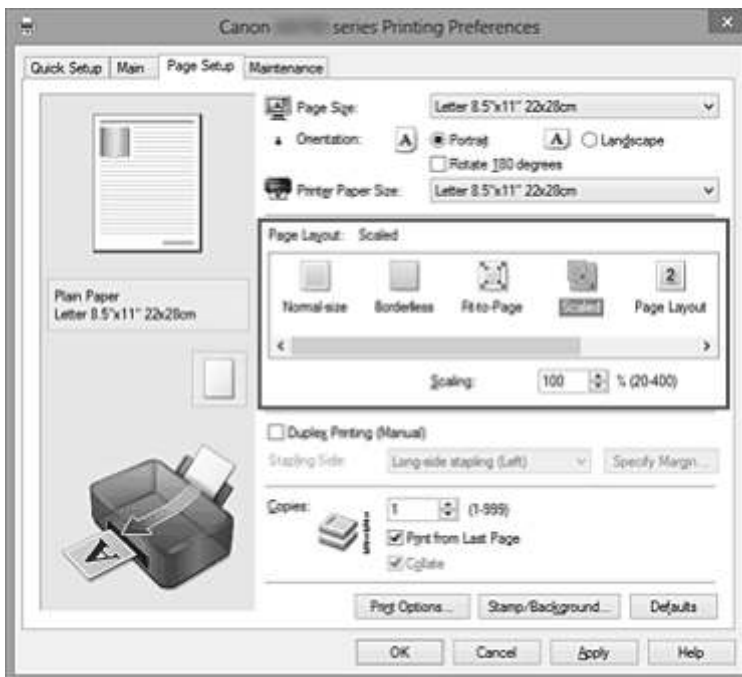 Canon series Printing Preferences
Quick Setup Main Page Setup Maintenance
Page Size: Letter 8.5"x11" 22x28cm
Orientation: A Portrait A Landscape
Rotate 180 degrees
Printer Paper Size: Letter 8.5"x11" 22x28cm
Page Layout: Scaled
2
Normal-size Borderless Fit-to-Page Scaled Page Layout
Scaling: 100 % (20-400)
Plain Paper
Letter 8.5"x11" 22x28cm
A
Duplex Printing (Manual)
Stapling Side: Long-side stapling (Left) Specify Margin...
Copies: 1 (1-999)
Print from Last Page
Collate
Print Options... Stamp/Background... Defaults
OK Cancel Apply Help